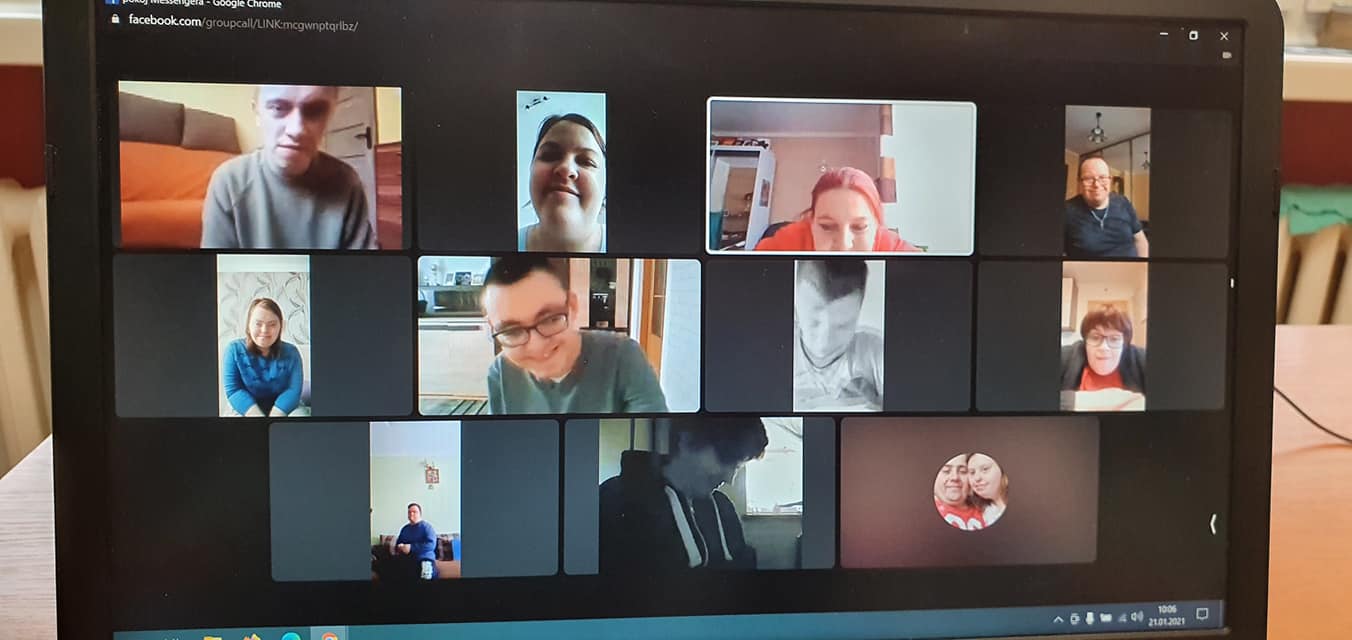 pokój Messengera - Google Chrome
facebook.com/groupcall/LINK:mcgwnptqrlbz/
10:06
21.01.2021